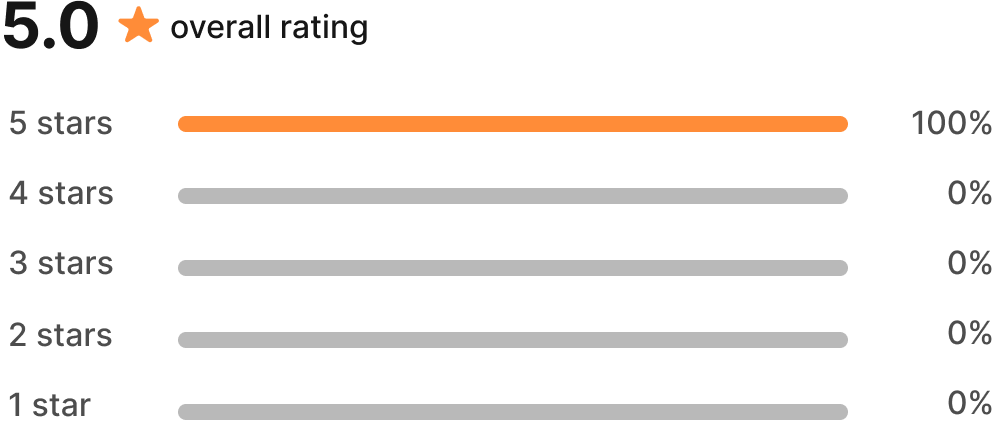 5.0 overall rating
5 stars 100%
4 stars 0%
3 stars 0%
2 stars 0%
1 star 0%